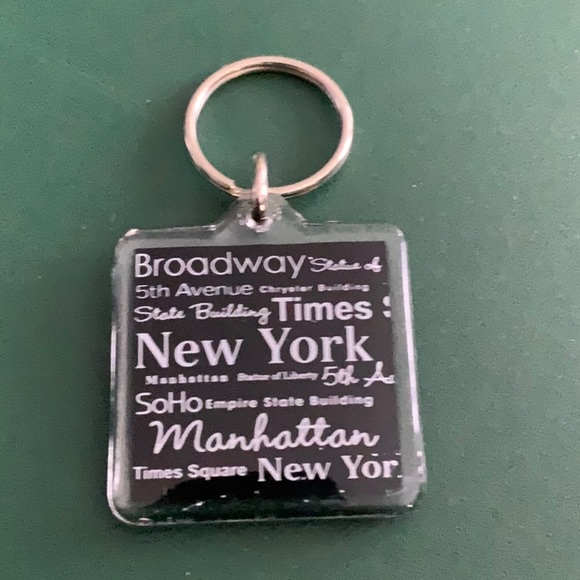 Broadway Statue of
5th Avenue Chrysler Building
State Building Times S
New York
Manhattan Statue of Liberty 5th Av
SoHo Empire State Building
Manhattan
Times Square New Yor